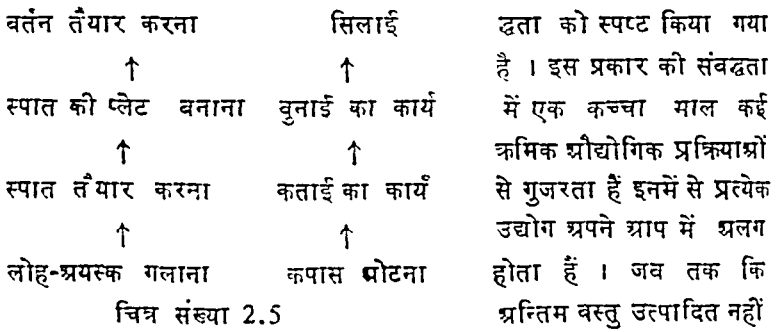 बर्तन तैयार करना सिलाई
↑ ↑
स्पात की प्लेट बनाना बुनाई का कार्य
↑ ↑
स्पात तैयार करना कताई का कार्य
↑ ↑
लोह-अयस्क गलाना कपास ओटना
चित्र संख्या 2.5
द्धता को स्पष्ट किया गया
है । इस प्रकार की संवद्धता
में एक कच्चा माल कई
क्रमिक औद्योगिक प्रक्रियाओं
से गुजरता हैं इनमें से प्रत्येक
उद्योग अपने आप में अलग
होता हैं । जब तक कि
अन्तिम वस्तु उत्पादित नहीं